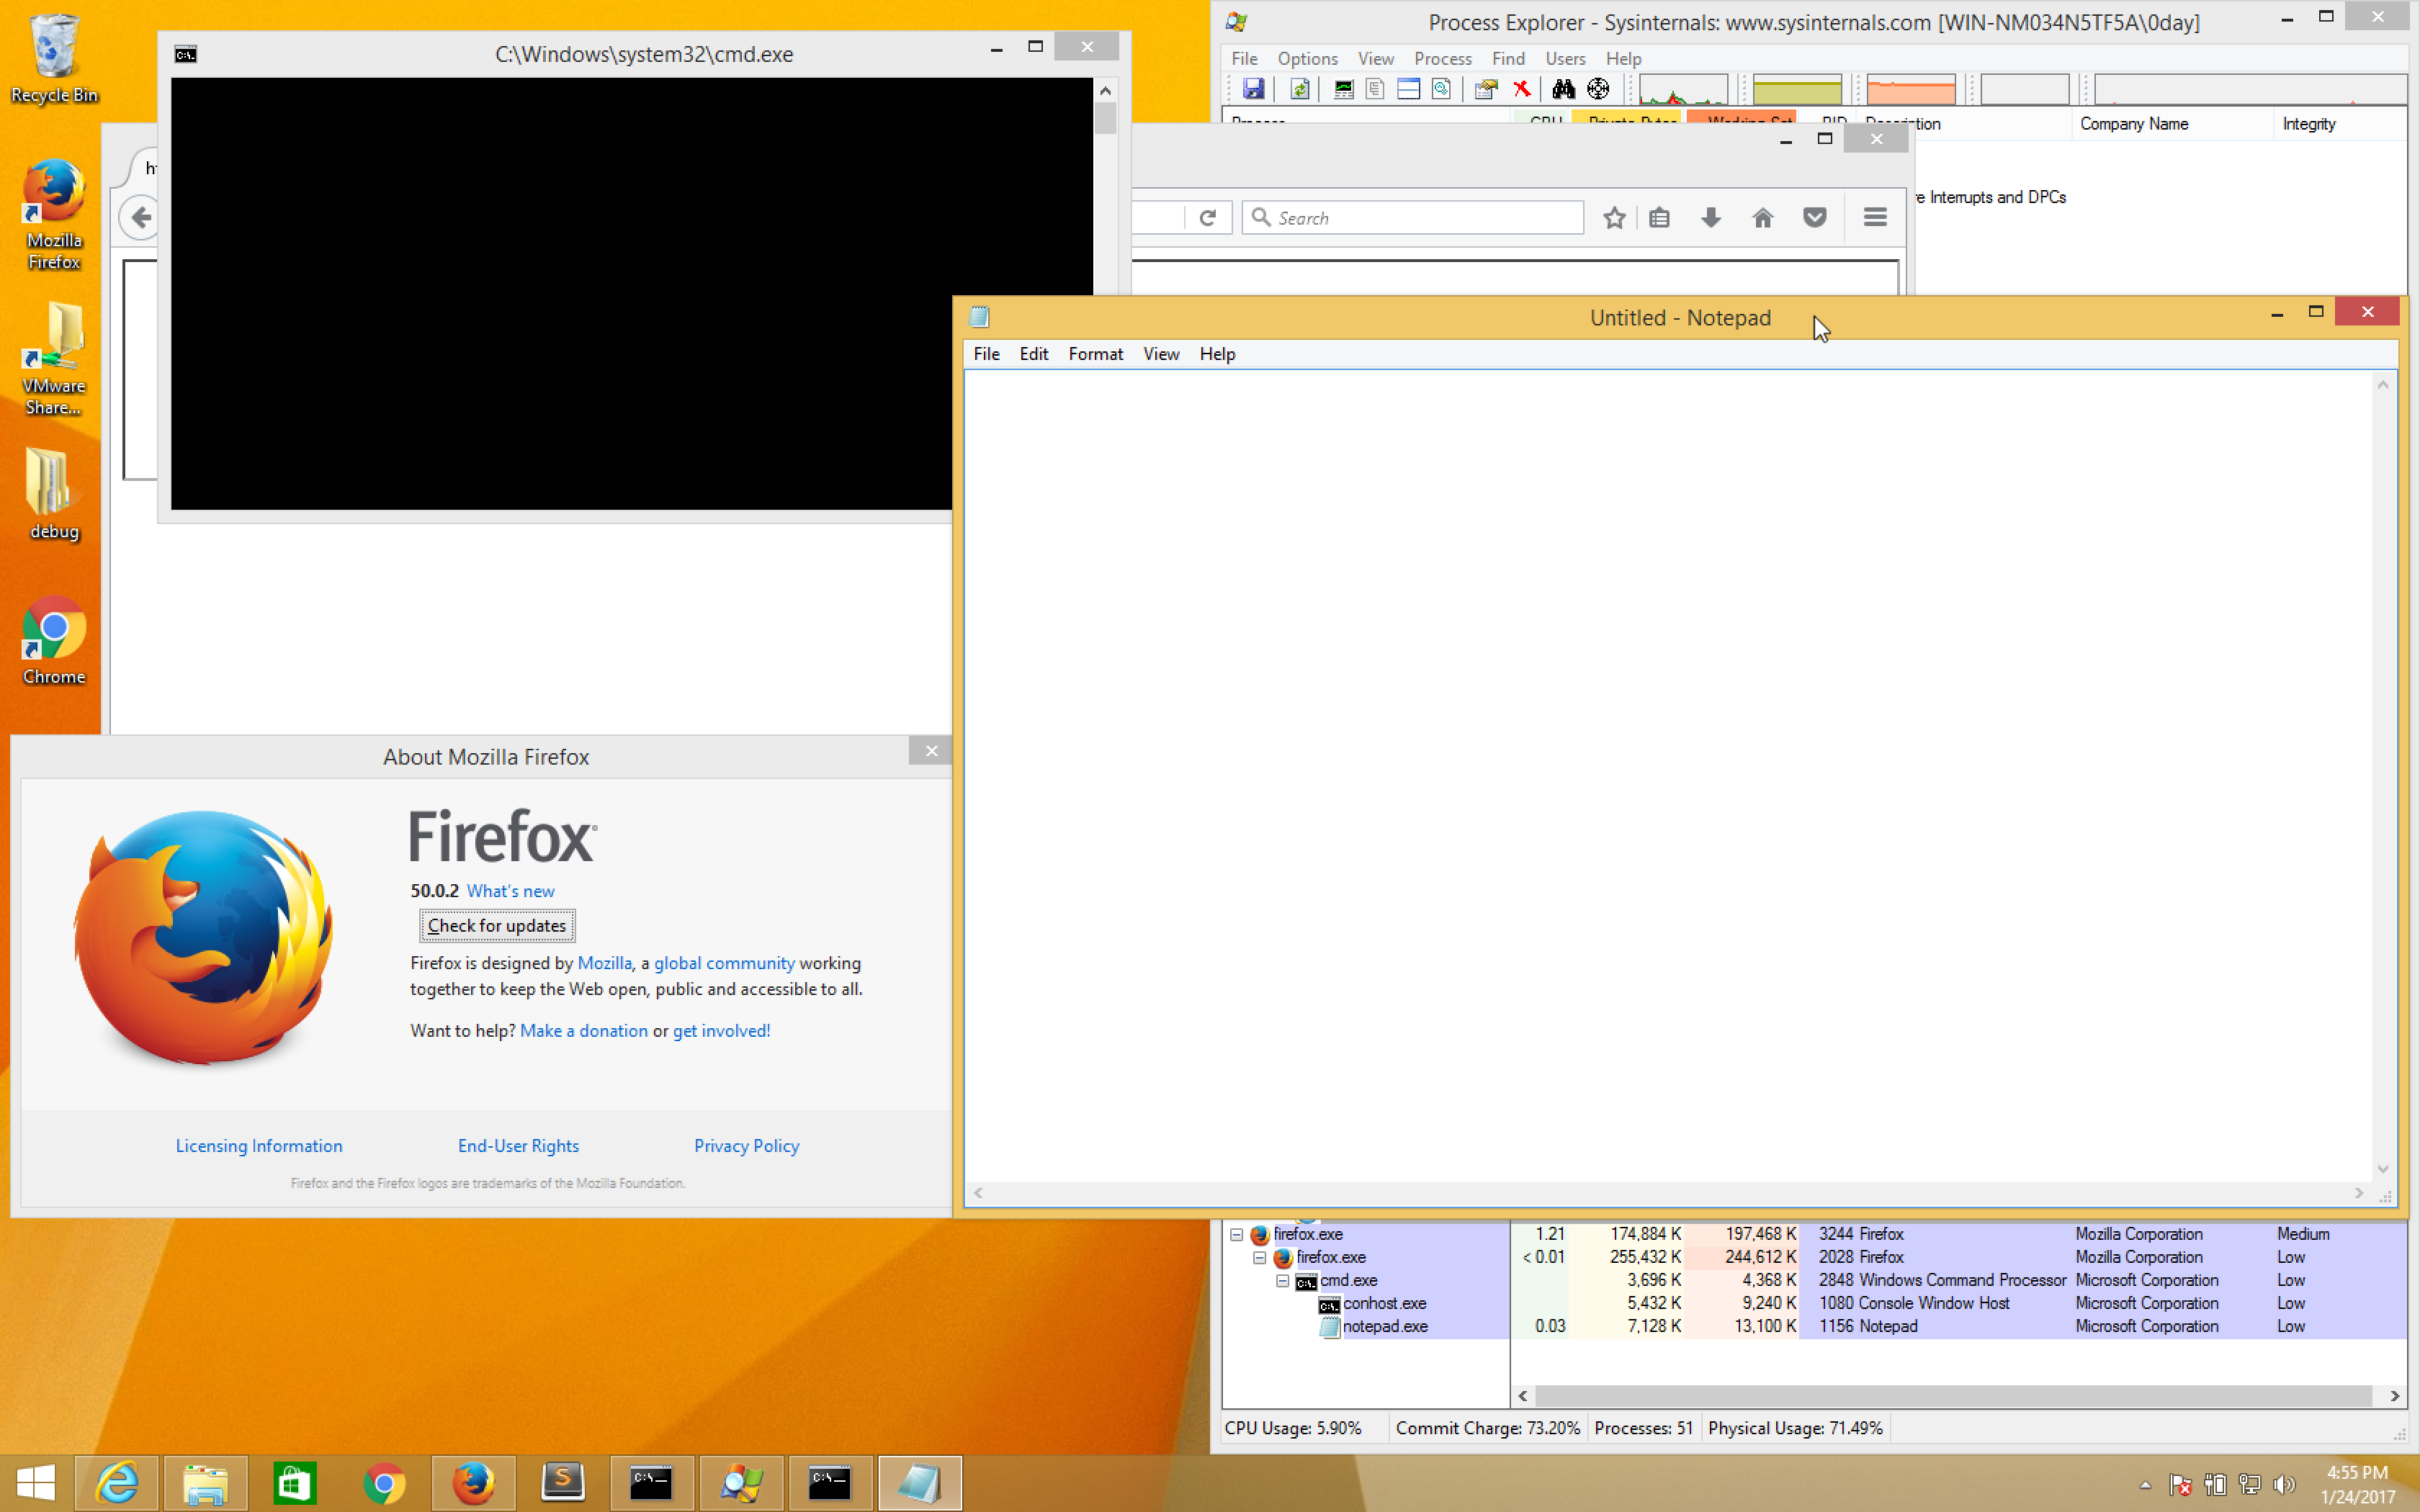 Recycle Bin
Mozilla
Firefox
VMware
Share...
debug
Chrome
C:\Windows\system32\cmd.exe
Process Explorer - Sysinternals: www.sysinternals.com [WIN-NM034N5TF5A\0day]
File Options View Process Find Users Help
Process CPU Private Bytes Working Set PID Description Company Name Integrity
Interrupts and DPCs
Search
Untitled - Notepad
File Edit Format View Help
About Mozilla Firefox
Firefox
50.0.2 What's new
Check for updates
Firefox is designed by Mozilla, a global community working
together to keep the Web open, public and accessible to all.
Want to help? Make a donation or get involved!
Licensing Information End-User Rights Privacy Policy
Firefox and the Firefox logos are trademarks of the Mozilla Foundation.
firefox.exe 1.21 174,884 K 197,468 K 3244 Firefox Mozilla Corporation Medium
firefox.exe < 0.01 255,432 K 244,612 K 2028 Firefox Mozilla Corporation Low
cmd.exe 3,696 K 4,368 K 2848 Windows Command Processor Microsoft Corporation Low
conhost.exe 5,432 K 9,240 K 1080 Console Window Host Microsoft Corporation Low
notepad.exe 0.03 7,128 K 13,100 K 1156 Notepad Microsoft Corporation Low
CPU Usage: 5.90% Commit Charge: 73.20% Processes: 51 Physical Usage: 71.49%
4:55 PM
1/24/2017